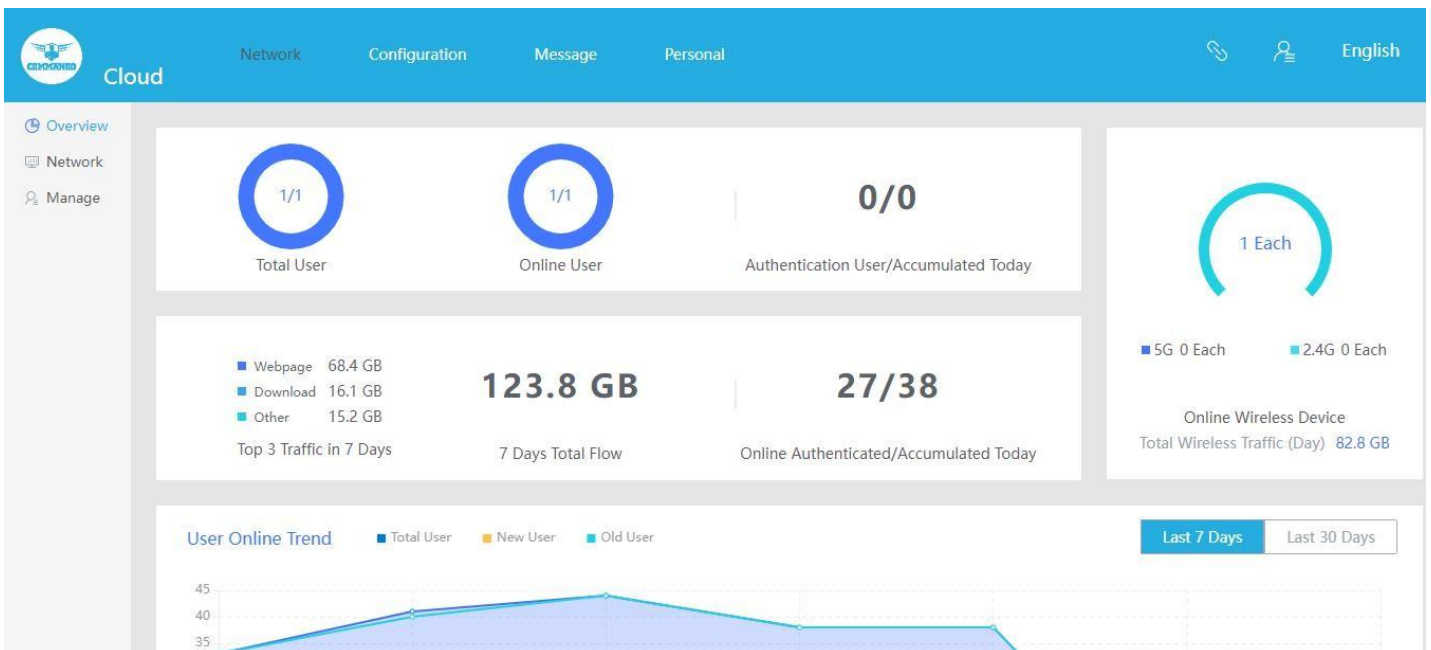 COMMANDO
Cloud
Network Configuration Message Personal English
Overview
Network
Manage
1/1 1/1 0/0
Total User Online User Authentication User/Accumulated Today
1 Each
5G 0 Each 2.4G 0 Each
Online Wireless Device
Total Wireless Traffic (Day) 82.8 GB
Webpage 68.4 GB
Download 16.1 GB
Other 15.2 GB
Top 3 Traffic in 7 Days
123.8 GB
7 Days Total Flow
27/38
Online Authenticated/Accumulated Today
User Online Trend Total User New User Old User Last 7 Days Last 30 Days
45
40
35